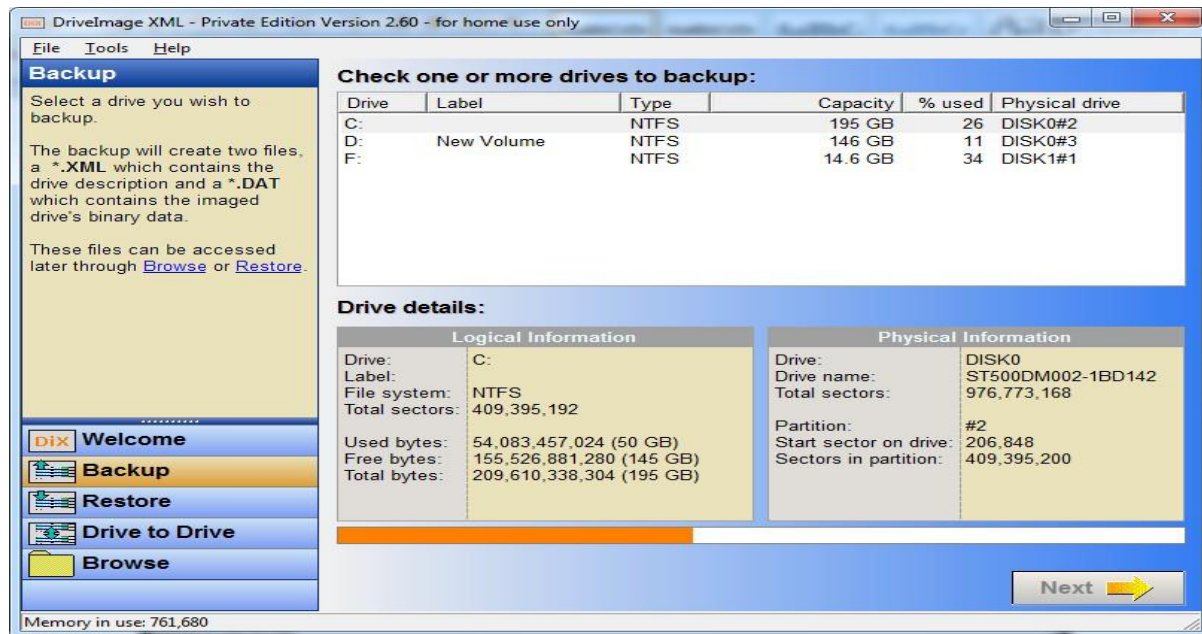 DriveImage XML - Private Edition Version 2.60 - for home use only
File Tools Help
Backup
Select a drive you wish to
backup.
The backup will create two files,
a *.XML which contains the
drive description and a *.DAT
which contains the imaged
drive's binary data.
These files can be accessed
later through Browse or Restore.
DiX Welcome
Backup
Restore
Drive to Drive
Browse
Check one or more drives to backup:
Drive Label Type Capacity % used Physical drive
C: NTFS 195 GB 26 DISK0#2
D: New Volume NTFS 146 GB 11 DISK0#3
F: NTFS 14.6 GB 34 DISK1#1
Drive details:
Logical Information
Drive: C:
Label:
File system: NTFS
Total sectors: 409,395,192
Used bytes: 54,083,457,024 (50 GB)
Free bytes: 155,526,881,280 (145 GB)
Total bytes: 209,610,338,304 (195 GB)
Physical Information
Drive: DISK0
Drive name: ST500DM002-1BD142
Total sectors: 976,773,168
Partition: #2
Start sector on drive: 206,848
Sectors in partition: 409,395,200
Next
Memory in use: 761,680